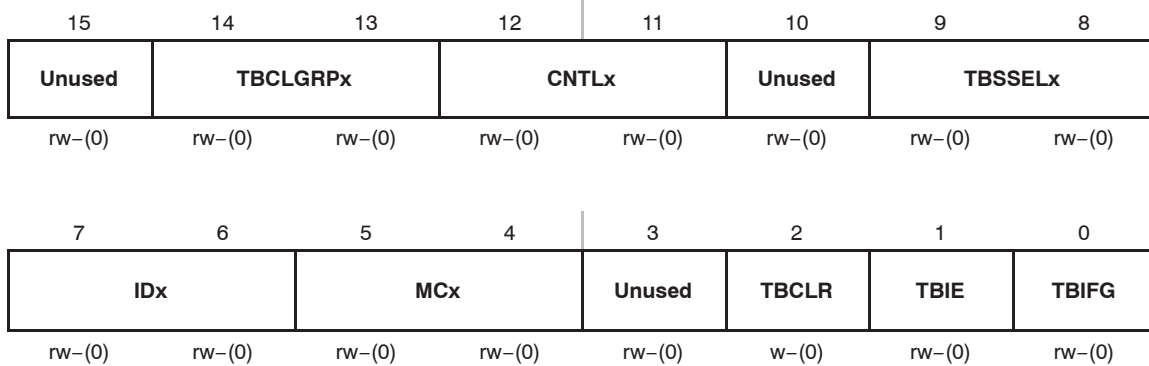 15 14 13 12 11 10 9 8
Unused TBCLGRPx CNTLx Unused TBSSELx
rw−(0) rw−(0) rw−(0) rw−(0) rw−(0) rw−(0) rw−(0) rw−(0)
7 6 5 4 3 2 1 0
IDx MCx Unused TBCLR TBIE TBIFG
rw−(0) rw−(0) rw−(0) rw−(0) rw−(0) w−(0) rw−(0) rw−(0)